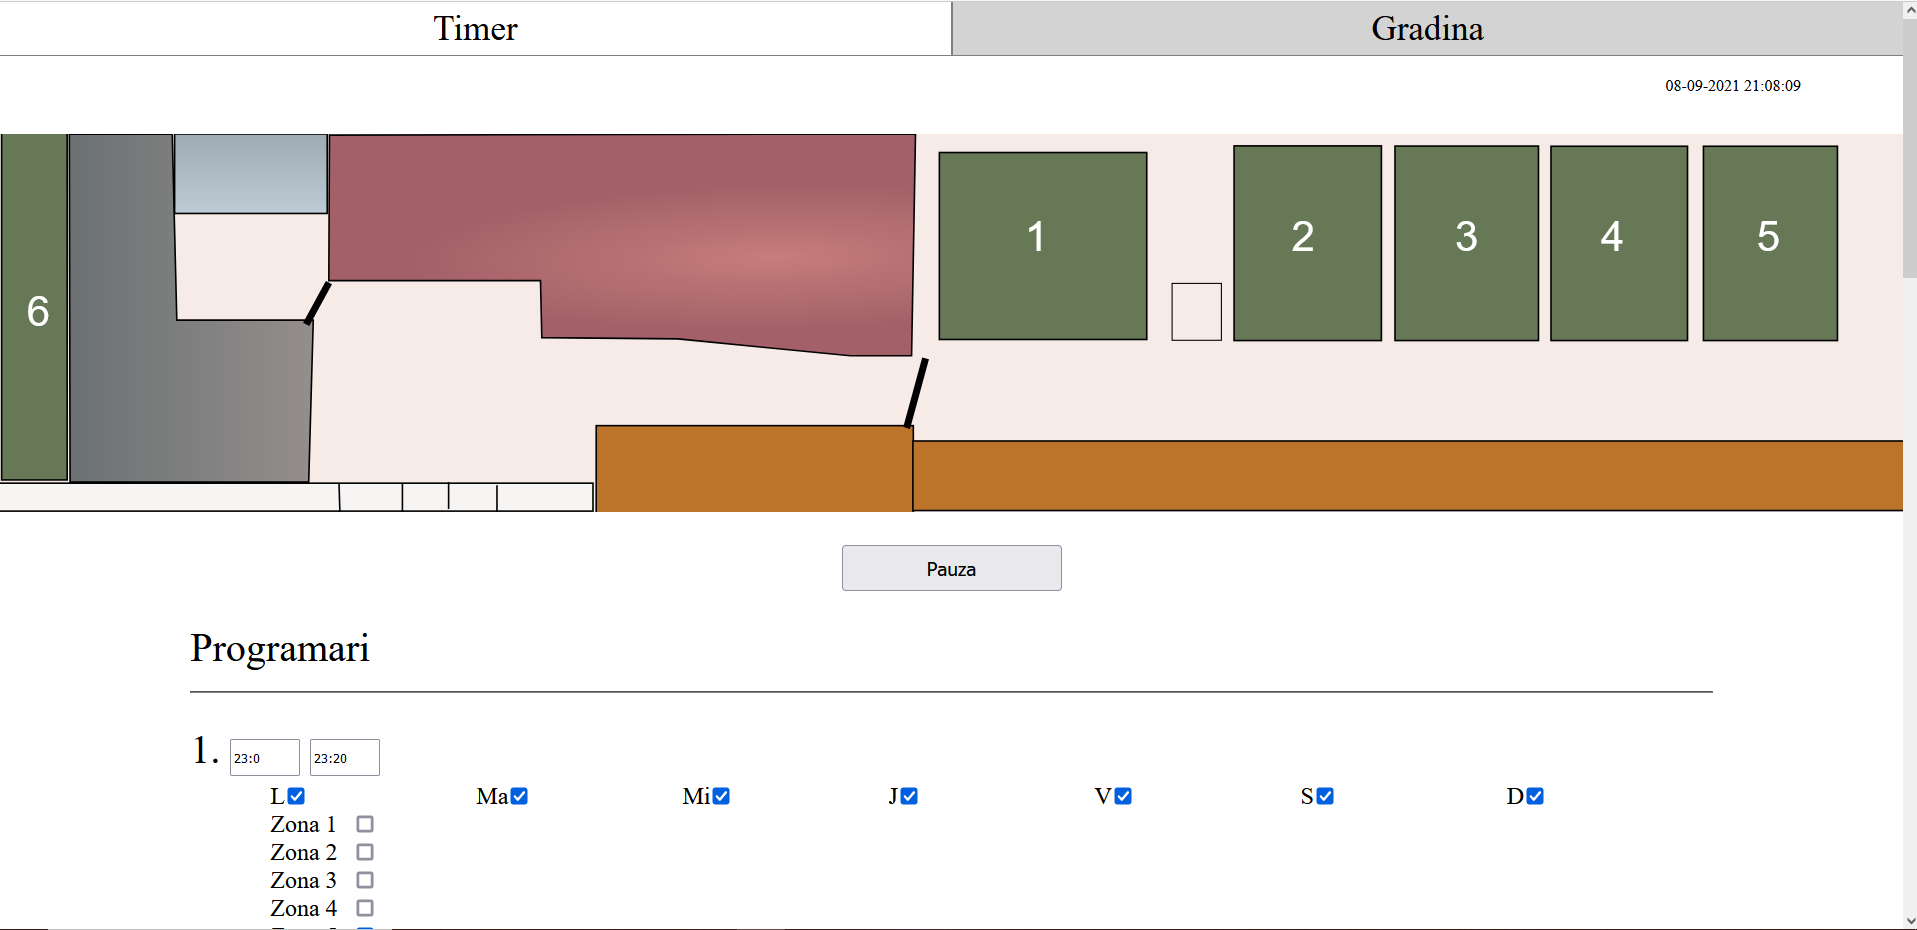 Timer Gradina
08-09-2021 21:08:09
1 2 3 4 5
6
Pauza
Programari
1. 23:0 23:20
L Ma Mi J V S D
Zona 1
Zona 2
Zona 3
Zona 4